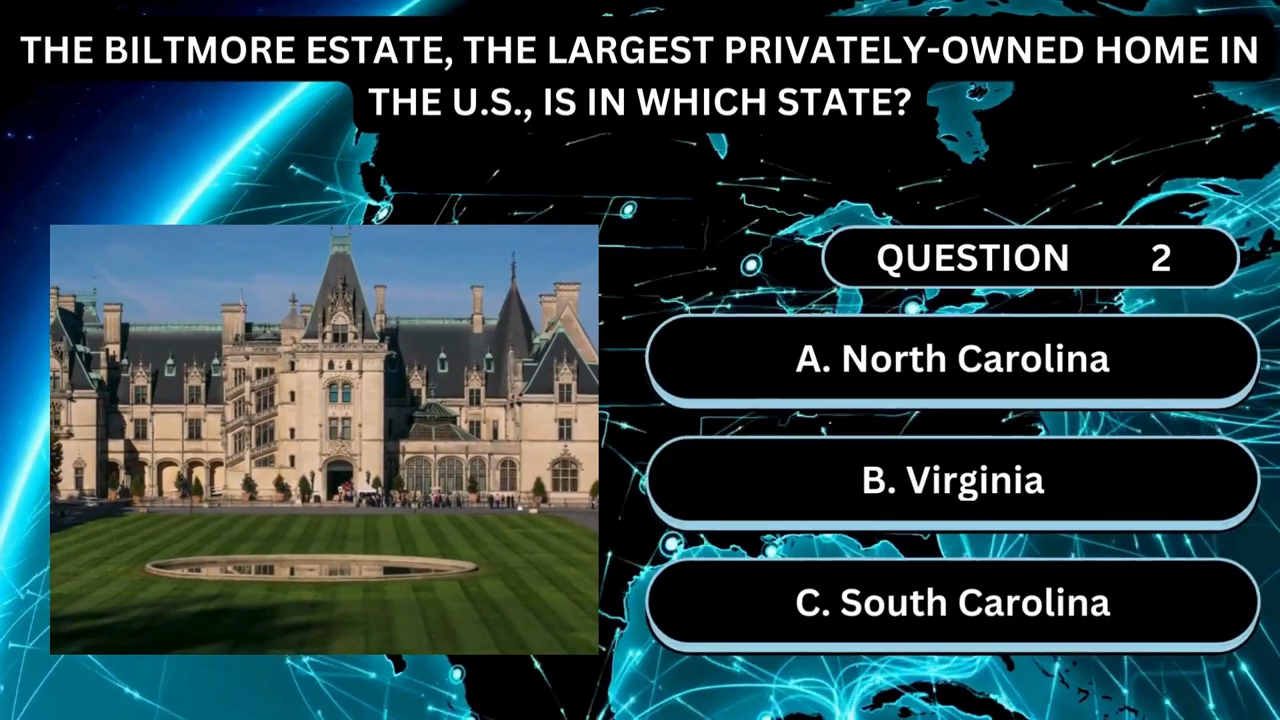 THE BILTMORE ESTATE, THE LARGEST PRIVATELY-OWNED HOME IN
THE U.S., IS IN WHICH STATE?
QUESTION 2
A. North Carolina
B. Virginia
C. South Carolina